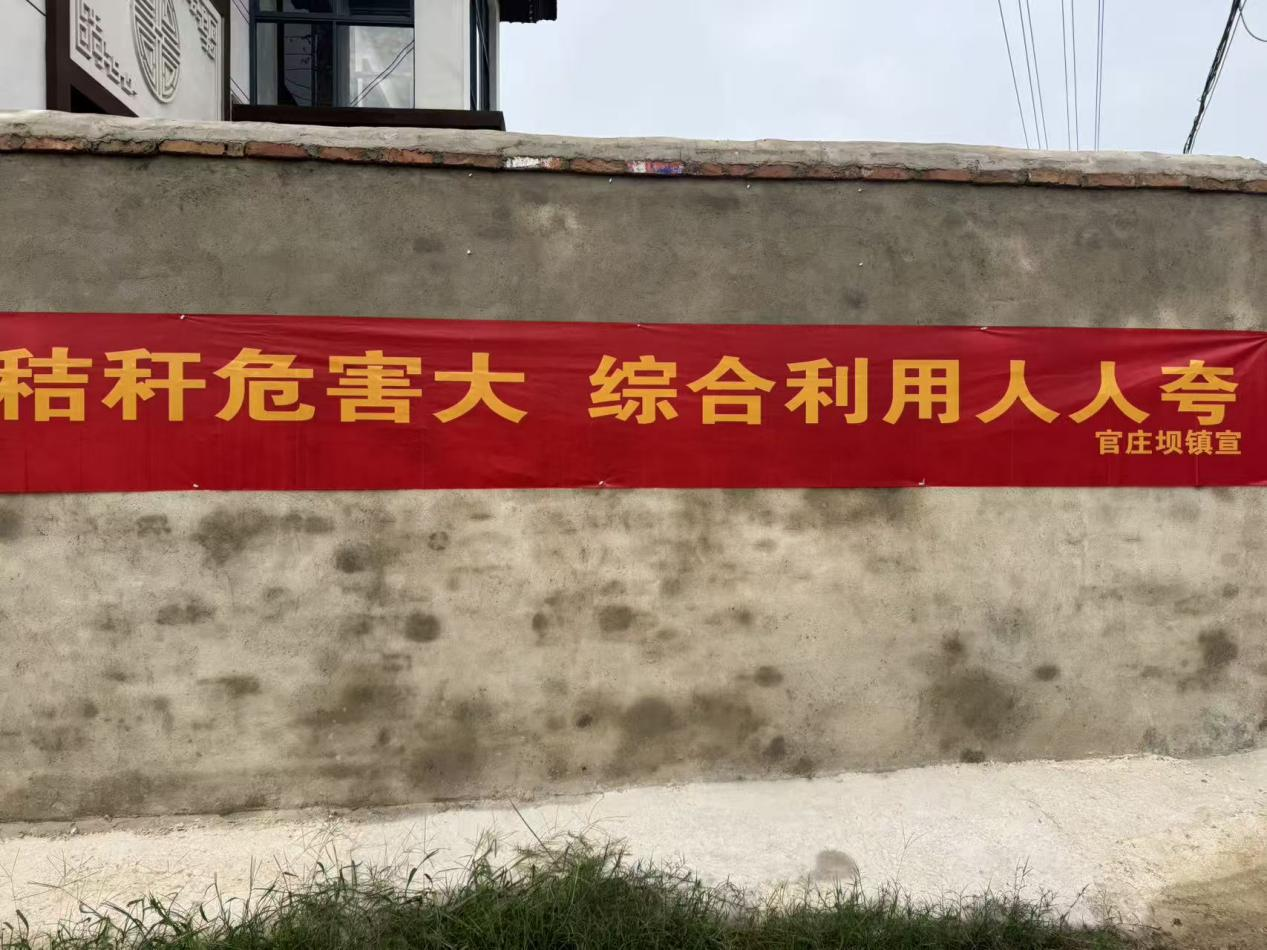 秸秆危害大 综合利用人人夸
官庄坝镇宣